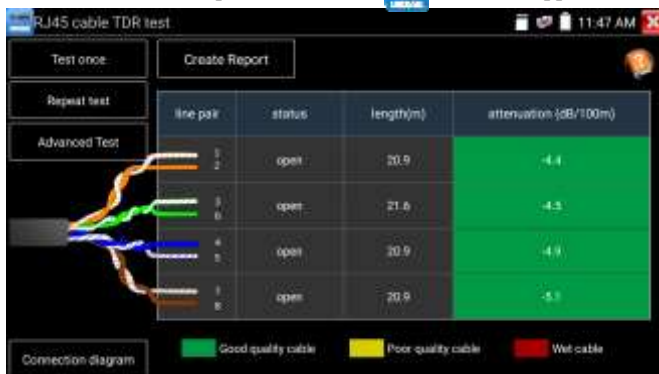 RJ45 cable TDR test
11:47 AM
Test once
Create Report
Repeat test
Advanced Test
line pair status length(m) attenuation (dB/100m)
1
2 open 20.9 -4.4
3
6 open 21.6 -4.5
4
5 open 20.9 -4.9
7
8 open 20.9 -5.1
Good quality cable Poor quality cable Wet cable
Connection diagram